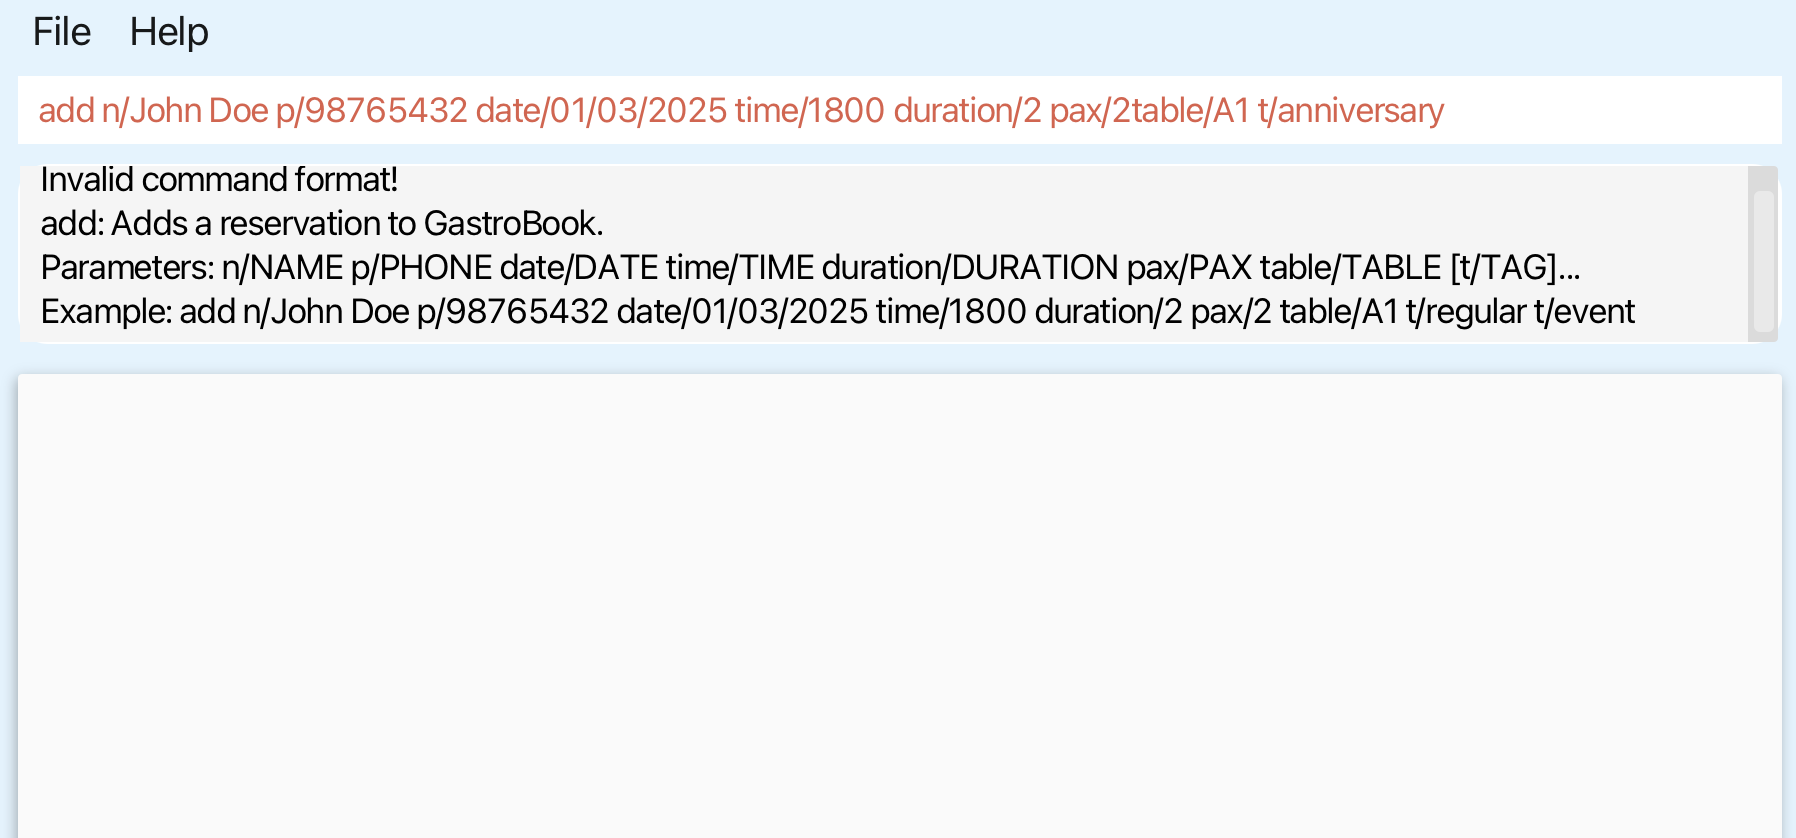 File Help
add n/John Doe p/98765432 date/01/03/2025 time/1800 duration/2 pax/2table/A1 t/anniversary
Invalid command format!
add: Adds a reservation to GastroBook.
Parameters: n/NAME p/PHONE date/DATE time/TIME duration/DURATION pax/PAX table/TABLE [t/TAG]...
Example: add n/John Doe p/98765432 date/01/03/2025 time/1800 duration/2 pax/2 table/A1 t/regular t/event